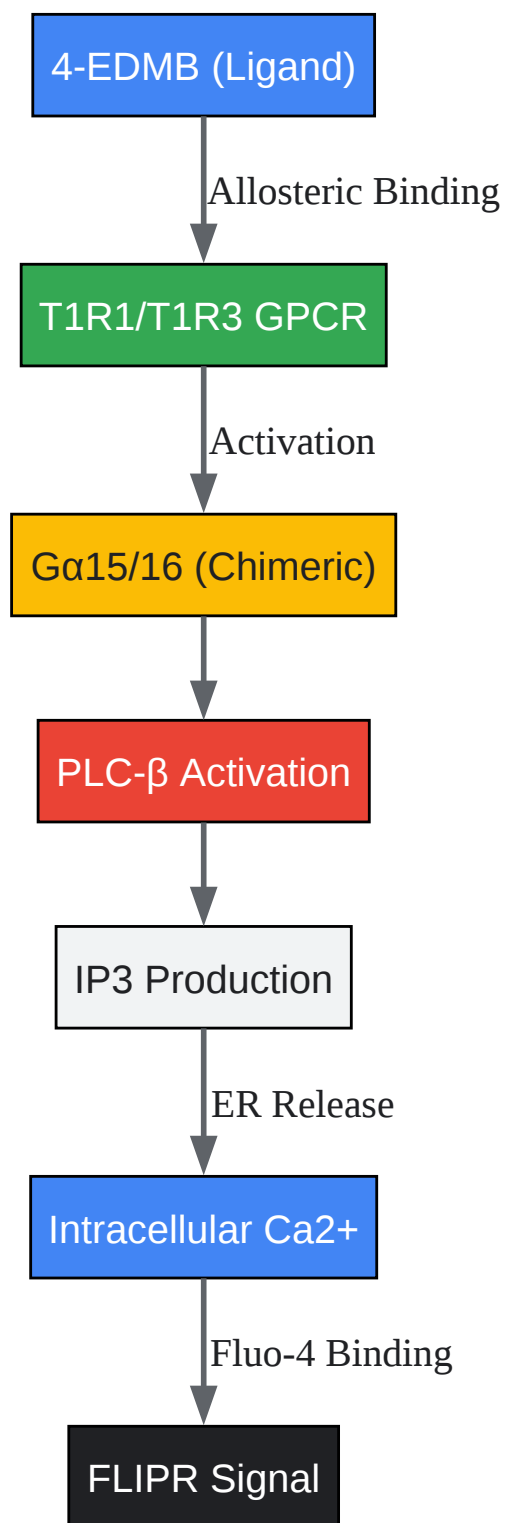 4-EDMB (Ligand)
Allosteric Binding
T1R1/T1R3 GPCR
Activation
Gα15/16 (Chimeric)
PLC-β Activation
IP3 Production
ER Release
Intracellular Ca2+
Fluo-4 Binding
FLIPR Signal